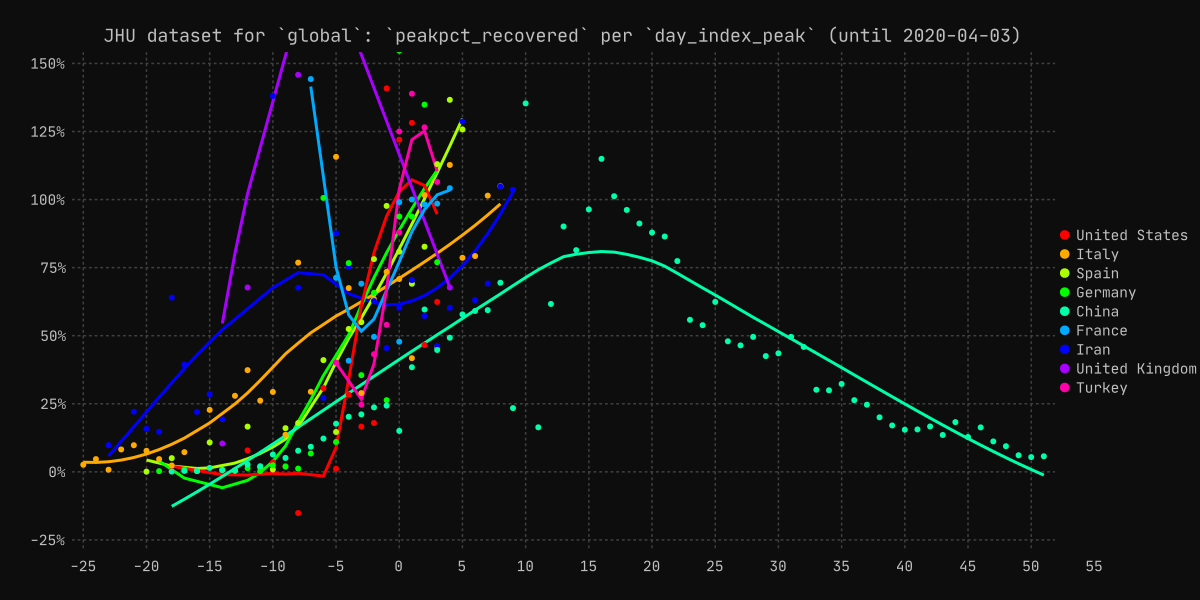 JHU dataset for `global`: `peakpct_recovered` per `day_index_peak` (until 2020-04-03)
150%
125%
100%
75%
50%
25%
0%
-25%
United States
Italy
Spain
Germany
China
France
Iran
United Kingdom
Turkey
-25 -20 -15 -10 -5 0 5 10 15 20 25 30 35 40 45 50 55